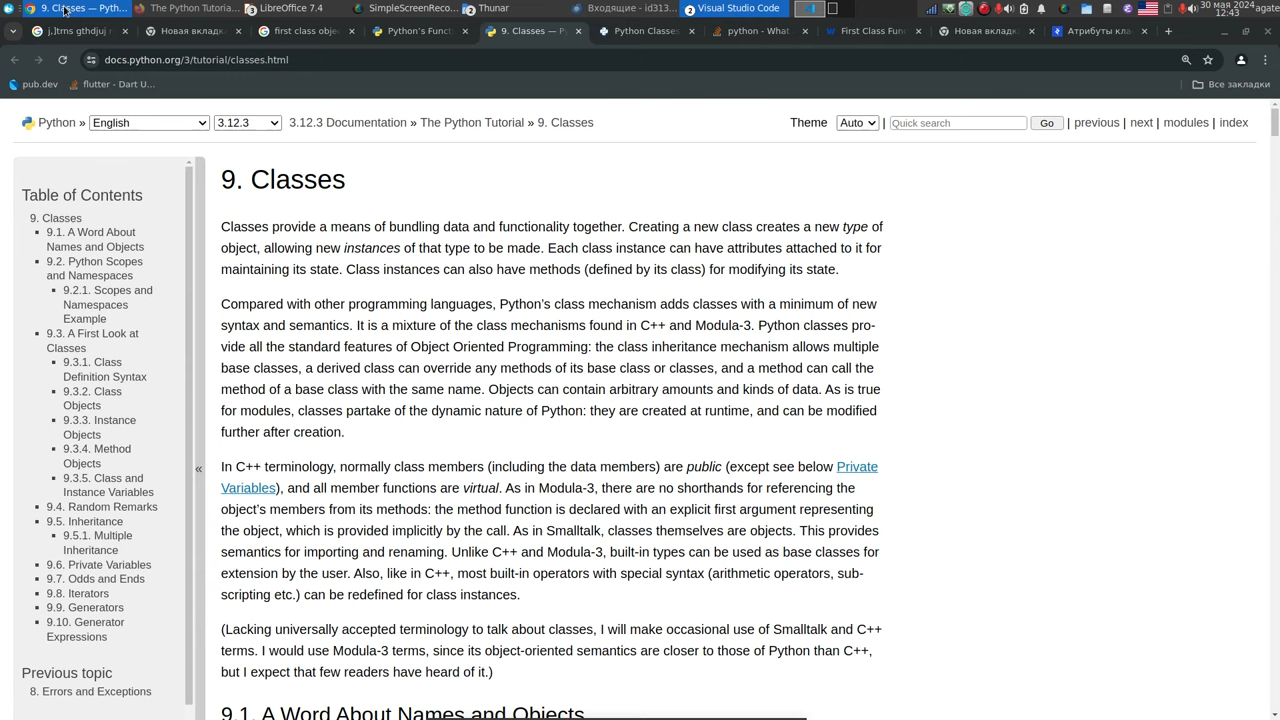 9. Classes — Pyth...
The Python Tutoria...
3 LibreOffice 7.4
SimpleScreenReco...
2 Thunar
Входящие - id313...
2 Visual Studio Code
30 мая 2024
12:43
agate
j,]trns gthdjuj r
Новая вкладк
first class obje
Python's Functi
9. Classes — Py
Python Classes
python - What
First Class Fun
Новая вкладк
Атрибуты кла
docs.python.org/3/tutorial/classes.html
pub.dev
flutter - Dart U...
Все закладки
Python » English 3.12.3 3.12.3 Documentation » The Python Tutorial » 9. Classes
Theme Auto | Quick search Go | previous | next | modules | index
Table of Contents
9. Classes
9.1. A Word About
Names and Objects
9.2. Python Scopes
and Namespaces
9.2.1. Scopes and
Namespaces
Example
9.3. A First Look at
Classes
9.3.1. Class
Definition Syntax
9.3.2. Class
Objects
9.3.3. Instance
Objects
9.3.4. Method
Objects
9.3.5. Class and
Instance Variables
9.4. Random Remarks
9.5. Inheritance
9.5.1. Multiple
Inheritance
9.6. Private Variables
9.7. Odds and Ends
9.8. Iterators
9.9. Generators
9.10. Generator
Expressions
Previous topic
8. Errors and Exceptions
«
9. Classes
Classes provide a means of bundling data and functionality together. Creating a new class creates a new type of
object, allowing new instances of that type to be made. Each class instance can have attributes attached to it for
maintaining its state. Class instances can also have methods (defined by its class) for modifying its state.
Compared with other programming languages, Python’s class mechanism adds classes with a minimum of new
syntax and semantics. It is a mixture of the class mechanisms found in C++ and Modula-3. Python classes pro-
vide all the standard features of Object Oriented Programming: the class inheritance mechanism allows multiple
base classes, a derived class can override any methods of its base class or classes, and a method can call the
method of a base class with the same name. Objects can contain arbitrary amounts and kinds of data. As is true
for modules, classes partake of the dynamic nature of Python: they are created at runtime, and can be modified
further after creation.
In C++ terminology, normally class members (including the data members) are public (except see below Private
Variables), and all member functions are virtual. As in Modula-3, there are no shorthands for referencing the
object’s members from its methods: the method function is declared with an explicit first argument representing
the object, which is provided implicitly by the call. As in Smalltalk, classes themselves are objects. This provides
semantics for importing and renaming. Unlike C++ and Modula-3, built-in types can be used as base classes for
extension by the user. Also, like in C++, most built-in operators with special syntax (arithmetic operators, sub-
scripting etc.) can be redefined for class instances.
(Lacking universally accepted terminology to talk about classes, I will make occasional use of Smalltalk and C++
terms. I would use Modula-3 terms, since its object-oriented semantics are closer to those of Python than C++,
but I expect that few readers have heard of it.)
9.1. A Word About Names and Objects